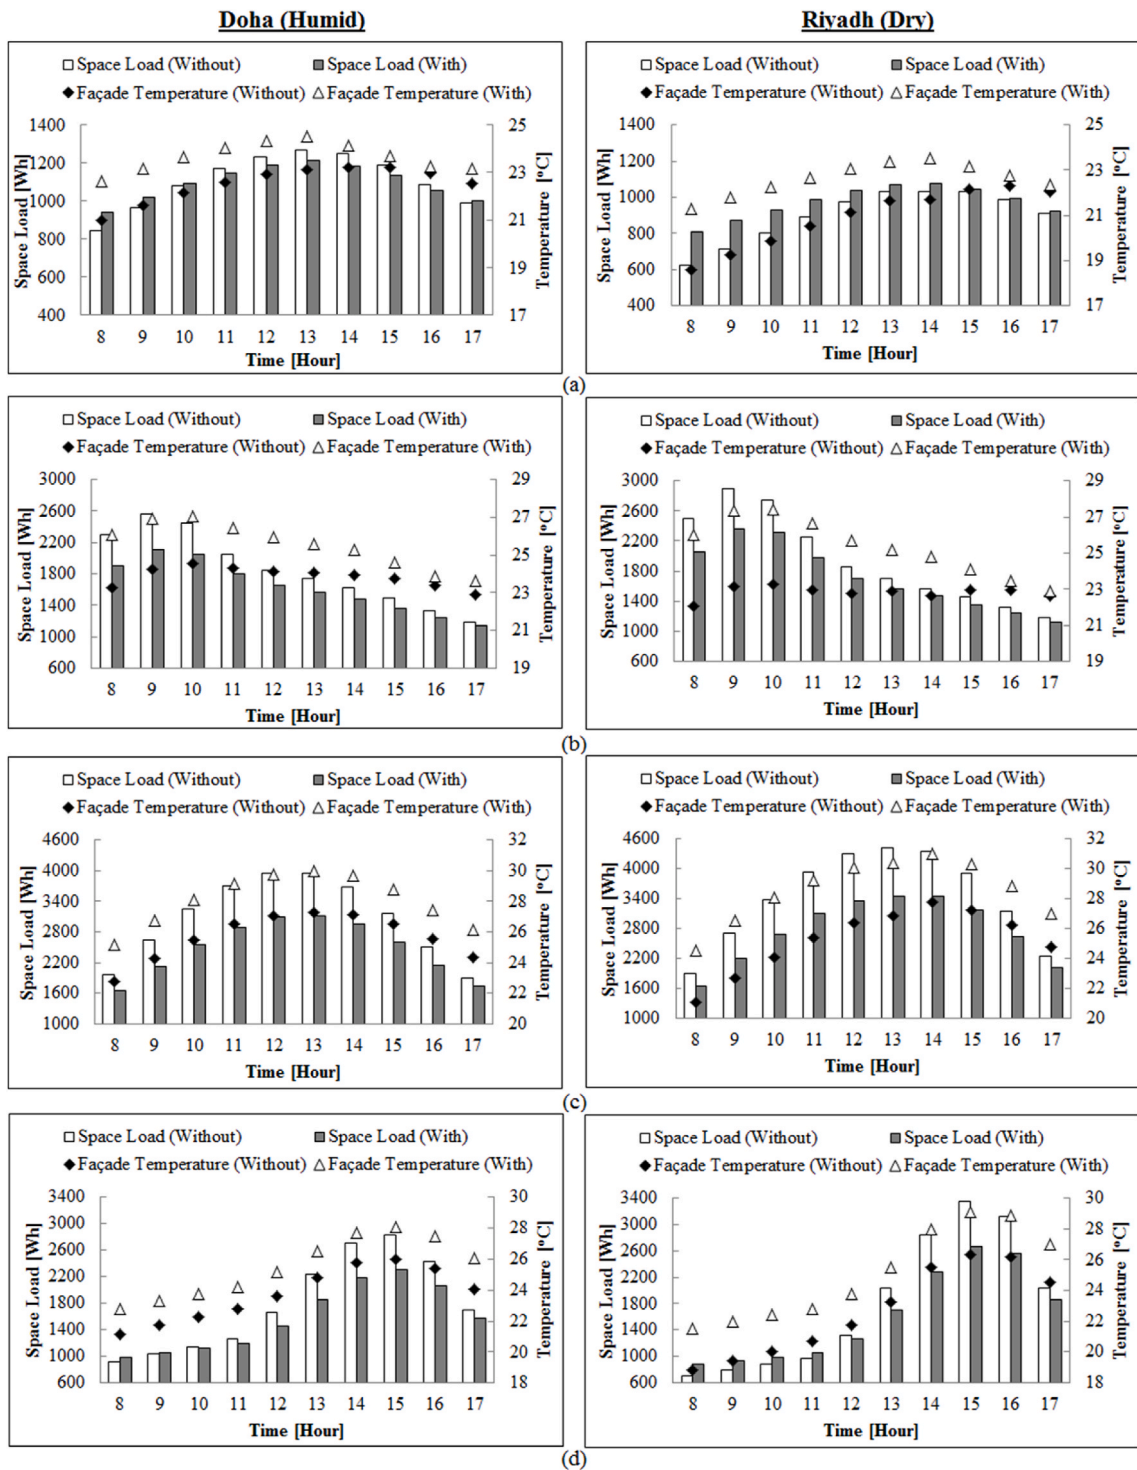 Doha (Humid)
Riyadh (Dry)
Space Load (Without) Space Load (With)
Façade Temperature (Without) Façade Temperature (With)
Space Load [Wh]
1400
1200
1000
800
600
400
25
23
21
19
17
Temperature [ºC]
8 9 10 11 12 13 14 15 16 17
Time [Hour]
Space Load (Without) Space Load (With)
Façade Temperature (Without) Façade Temperature (With)
Space Load [Wh]
1400
1200
1000
800
600
400
25
23
21
19
17
Temperature [ºC]
8 9 10 11 12 13 14 15 16 17
Time [Hour]
(a)
Space Load (Without) Space Load (With)
Façade Temperature (Without) Façade Temperature (With)
Space Load [Wh]
3000
2600
2200
1800
1400
1000
600
29
27
25
23
21
19
Temperature [ºC]
8 9 10 11 12 13 14 15 16 17
Time [Hour]
Space Load (Without) Space Load (With)
Façade Temperature (Without) Façade Temperature (With)
Space Load [Wh]
3000
2600
2200
1800
1400
1000
600
29
27
25
23
21
19
Temperature [ºC]
8 9 10 11 12 13 14 15 16 17
Time [Hour]
(b)
Space Load (Without) Space Load (With)
Façade Temperature (Without) Façade Temperature (With)
Space Load [Wh]
4600
4000
3400
2800
2200
1600
1000
32
30
28
26
24
22
20
Temperature [ºC]
8 9 10 11 12 13 14 15 16 17
Time [Hour]
Space Load (Without) Space Load (With)
Façade Temperature (Without) Façade Temperature (With)
Space Load [Wh]
4600
4000
3400
2800
2200
1600
1000
32
30
28
26
24
22
20
Temperature [ºC]
8 9 10 11 12 13 14 15 16 17
Time [Hour]
(c)
Space Load (Without) Space Load (With)
Façade Temperature (Without) Façade Temperature (With)
Space Load [Wh]
3400
3000
2600
2200
1800
1400
1000
600
30
28
26
24
22
20
18
Temperature [ºC]
8 9 10 11 12 13 14 15 16 17
Time [Hour]
Space Load (Without) Space Load (With)
Façade Temperature (Without) Façade Temperature (With)
Space Load [Wh]
3400
3000
2600
2200
1800
1400
1000
600
30
28
26
24
22
20
18
Temperature [ºC]
8 9 10 11 12 13 14 15 16 17
Time [Hour]
(d)